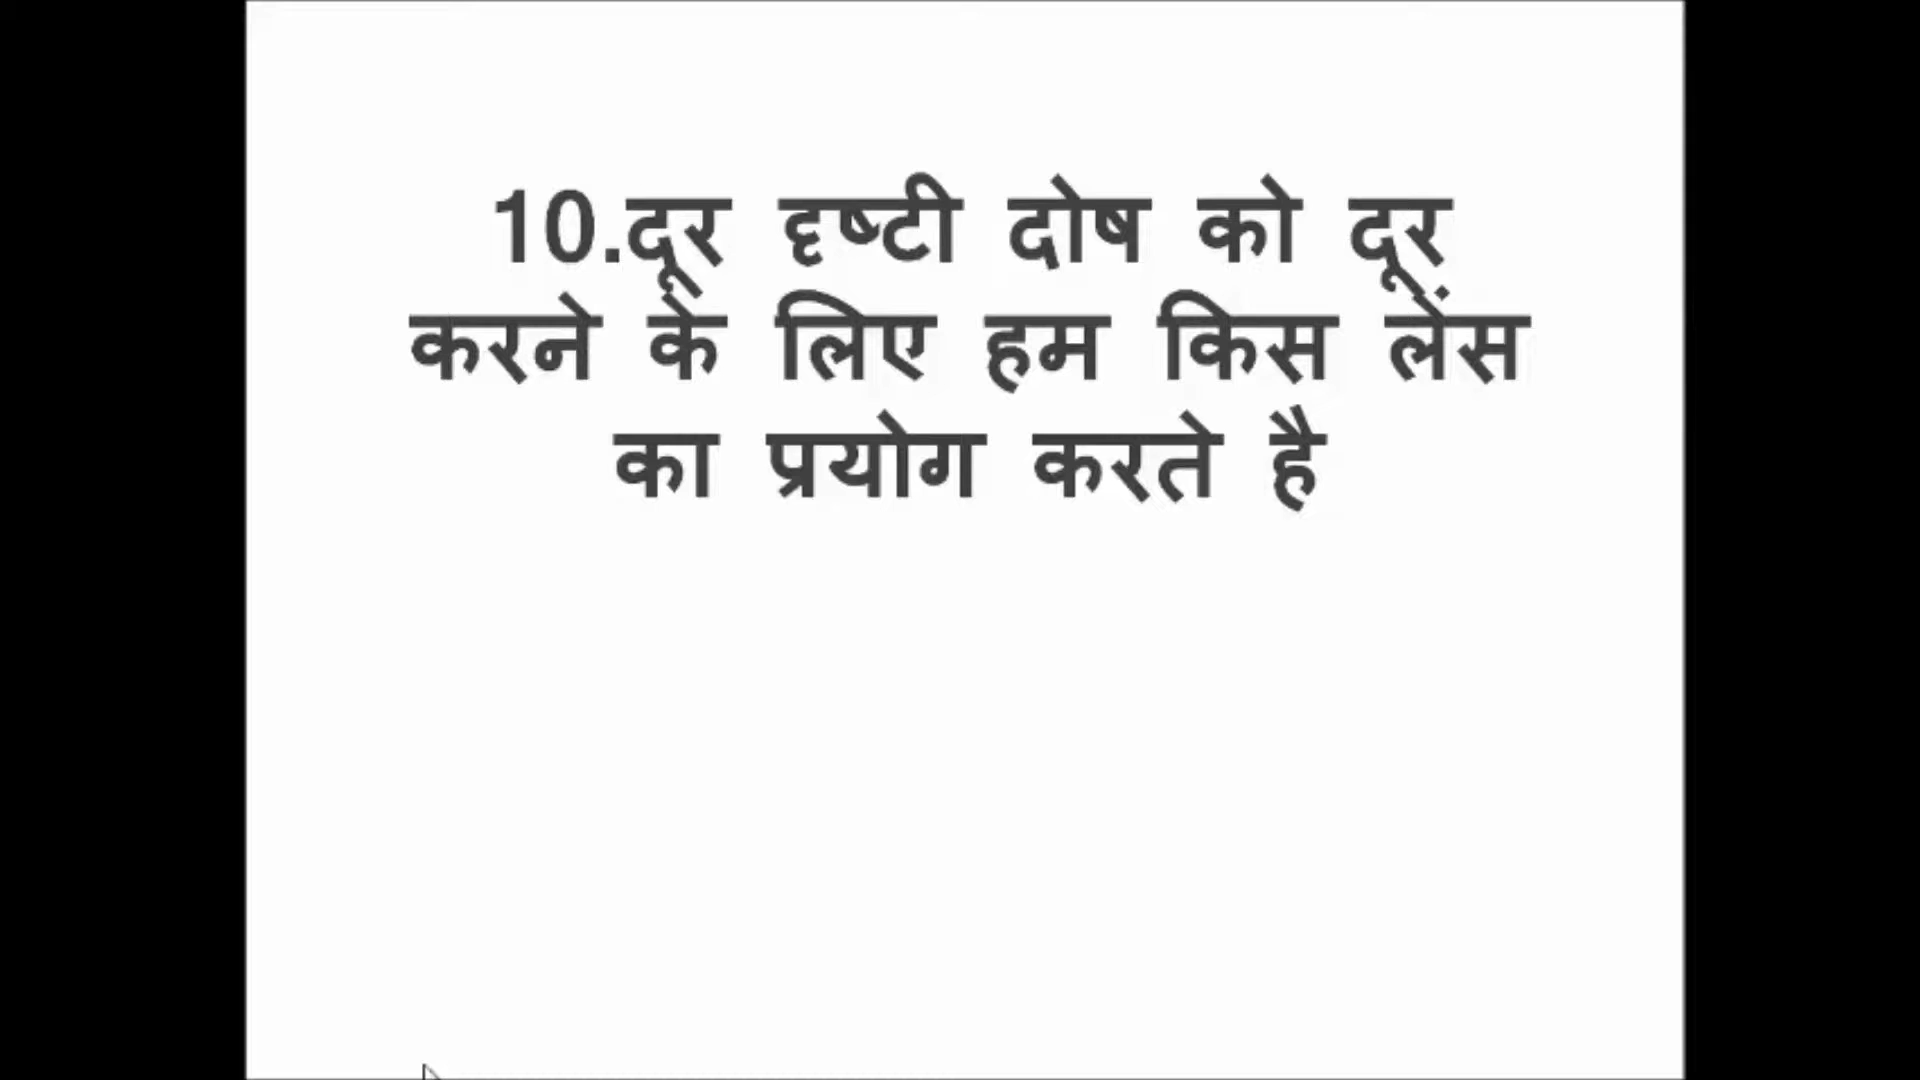 10.दूर दृष्टी दोष को दूर
करने के लिए हम किस लेंस
का प्रयोग करते है